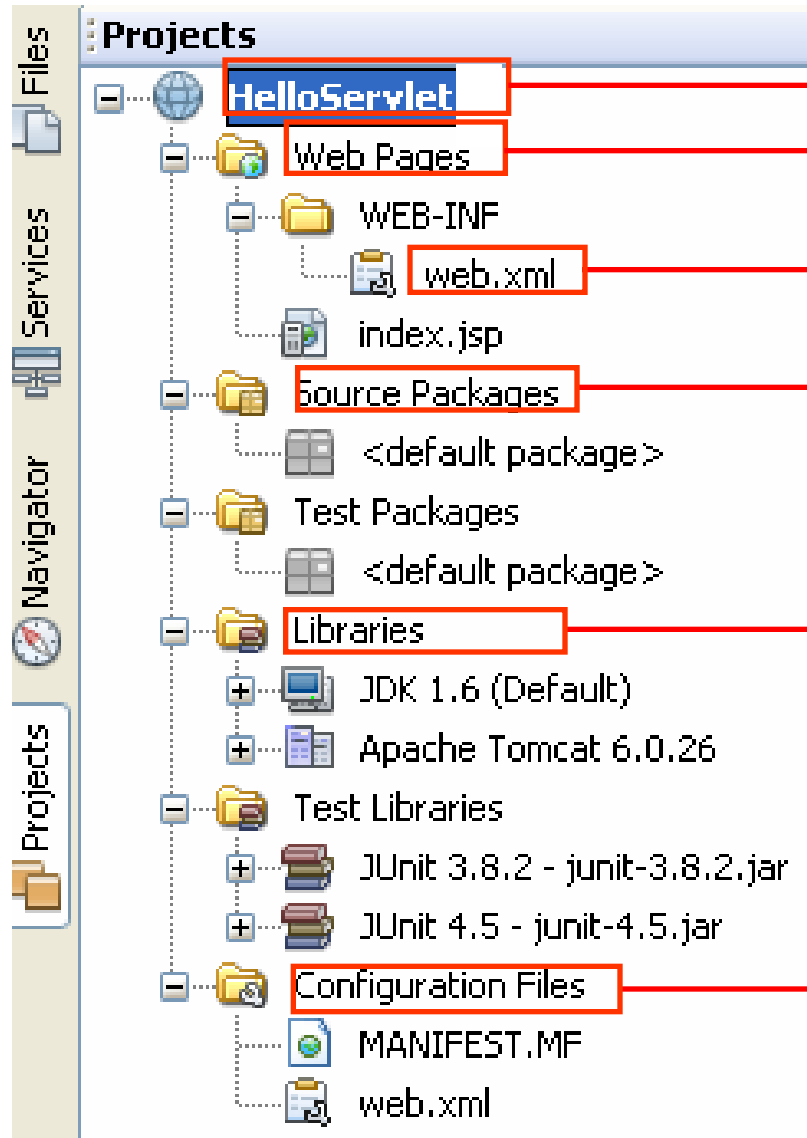 Files
Services
Navigator
Projects
Projects
HelloServlet
Web Pages
WEB-INF
web.xml
index.jsp
Source Packages
<default package>
Test Packages
<default package>
Libraries
JDK 1.6 (Default)
Apache Tomcat 6.0.26
Test Libraries
JUnit 3.8.2 - junit-3.8.2.jar
JUnit 4.5 - junit-4.5.jar
Configuration Files
MANIFEST.MF
web.xml